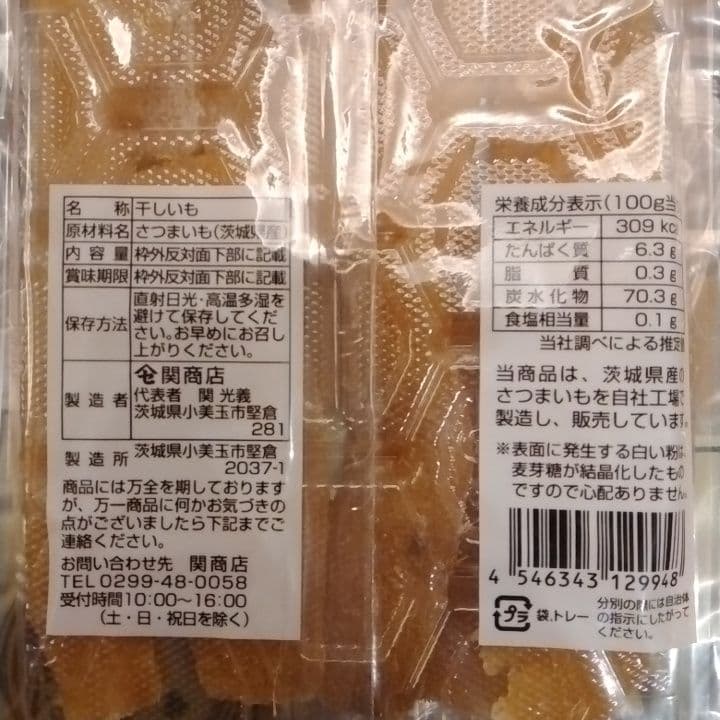 名称 干しいも
原材料名 さつまいも(茨城県産)
内容量 枠外反対面下部に記載
賞味期限 枠外反対面下部に記載
保存方法 直射日光・高温多湿を
避けて保存してくだ
さい。お早めにお召し
上がりください。
製造者 関商店
代表者 関 光義
茨城県小美玉市堅倉
281
製造所 茨城県小美玉市堅倉
2037-1
商品には万全を期しております
が、万一商品に何かお気づきの
点がございましたら下記までご
連絡ください。
お問い合わせ先 関商店
TEL 0299-48-0058
受付時間10:00〜16:00
(土・日・祝日を除く)
栄養成分表示(100g当
エネルギー 309 kc
たんぱく質 6.3g
脂質 0.3g
炭水化物 70.3g
食塩相当量 0.1g
当社調べによる推定
当商品は、茨城県産の
さつまいもを自社工場で
製造し、販売しています。
※表面に発生する白い粉は、
麦芽糖が結晶化したもの
ですので心配ありません。
4 546343 129948
プラ 袋,トレー
分別の際には自治体
の指示にしたがって
ください。